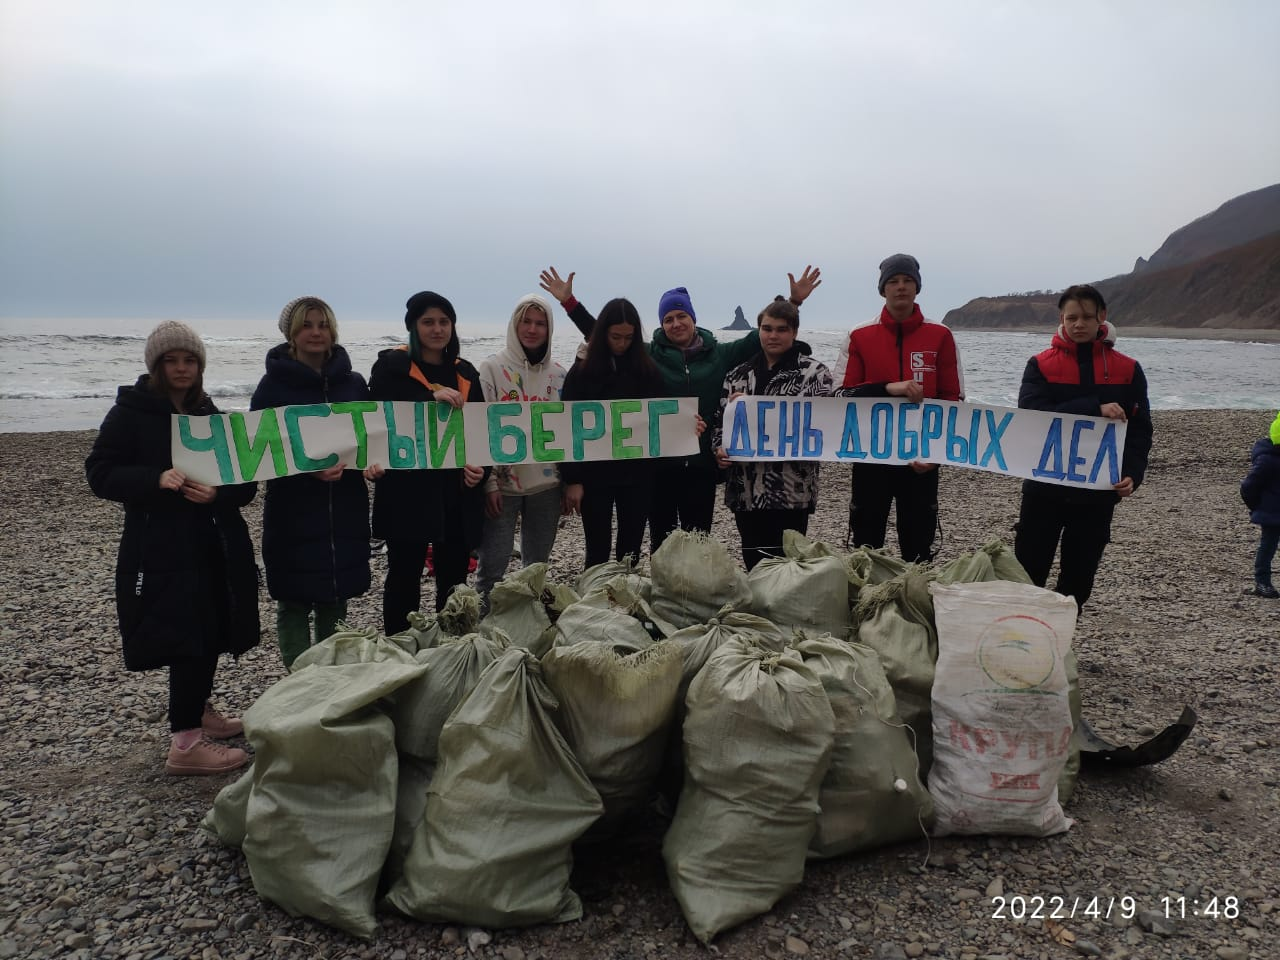 ЧИСТЫЙ БЕРЕГ
ДЕНЬ ДОБРЫХ ДЕЛ
КРУПА
2022/4/9 11:48